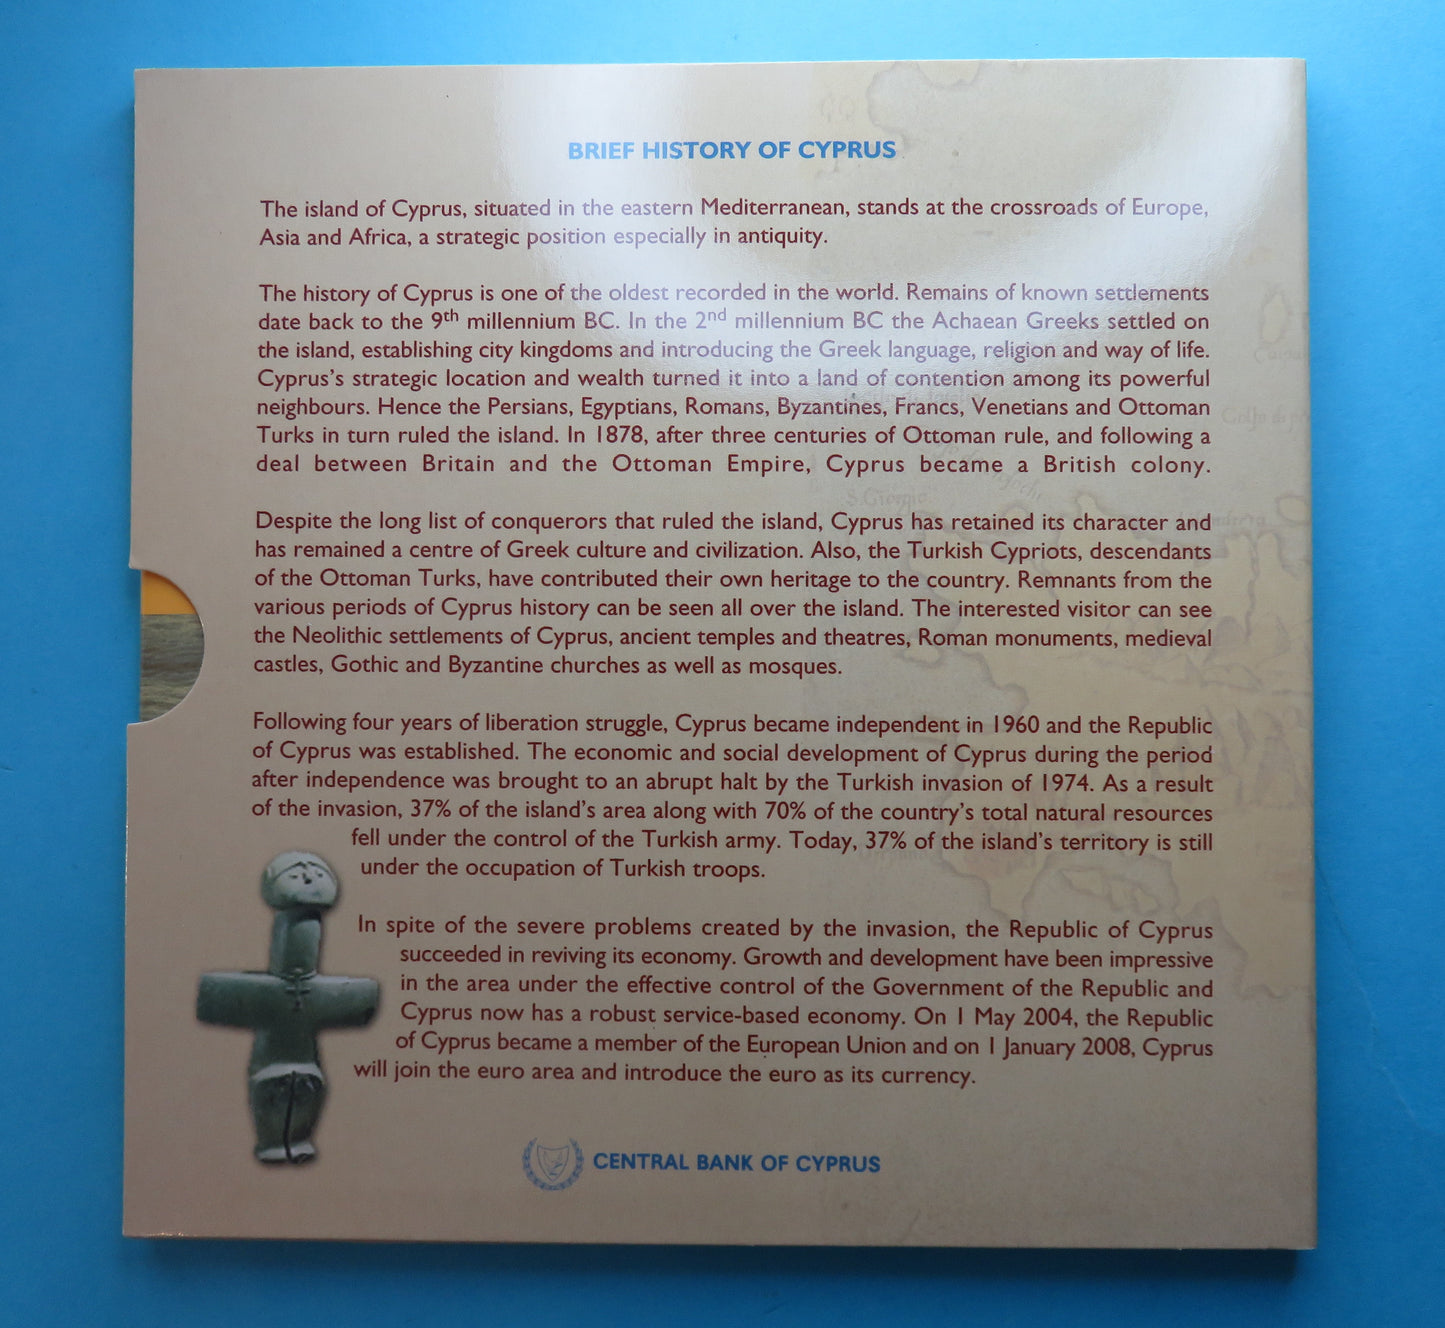 BRIEF HISTORY OF CYPRUS
The island of Cyprus, situated in the eastern Mediterranean, stands at the crossroads of Europe,
Asia and Africa, a strategic position especially in antiquity.
The history of Cyprus is one of the oldest recorded in the world. Remains of known settlements
date back to the 9th millennium BC. In the 2nd millennium BC the Achaean Greeks settled on
the island, establishing city kingdoms and introducing the Greek language, religion and way of life.
Cyprus's strategic location and wealth turned it into a land of contention among its powerful
neighbours. Hence the Persians, Egyptians, Romans, Byzantines, Francs, Venetians and Ottoman
Turks in turn ruled the island. In 1878, after three centuries of Ottoman rule, and following a
deal between Britain and the Ottoman Empire, Cyprus became a British colony.
Despite the long list of conquerors that ruled the island, Cyprus has retained its character and
has remained a centre of Greek culture and civilization. Also, the Turkish Cypriots, descendants
of the Ottoman Turks, have contributed their own heritage to the country. Remnants from the
various periods of Cyprus history can be seen all over the island. The interested visitor can see
the Neolithic settlements of Cyprus, ancient temples and theatres, Roman monuments, medieval
castles, Gothic and Byzantine churches as well as mosques.
Following four years of liberation struggle, Cyprus became independent in 1960 and the Republic
of Cyprus was established. The economic and social development of Cyprus during the period
after independence was brought to an abrupt halt by the Turkish invasion of 1974. As a result
of the invasion, 37% of the island's area along with 70% of the country's total natural resources
fell under the control of the Turkish army. Today, 37% of the island's territory is still
under the occupation of Turkish troops.
In spite of the severe problems created by the invasion, the Republic of Cyprus
succeeded in reviving its economy. Growth and development have been impressive
in the area under the effective control of the Government of the Republic and
Cyprus now has a robust service-based economy. On 1 May 2004, the Republic
of Cyprus became a member of the European Union and on 1 January 2008, Cyprus
will join the euro area and introduce the euro as its currency.
CENTRAL BANK OF CYPRUS
S. Giorgio